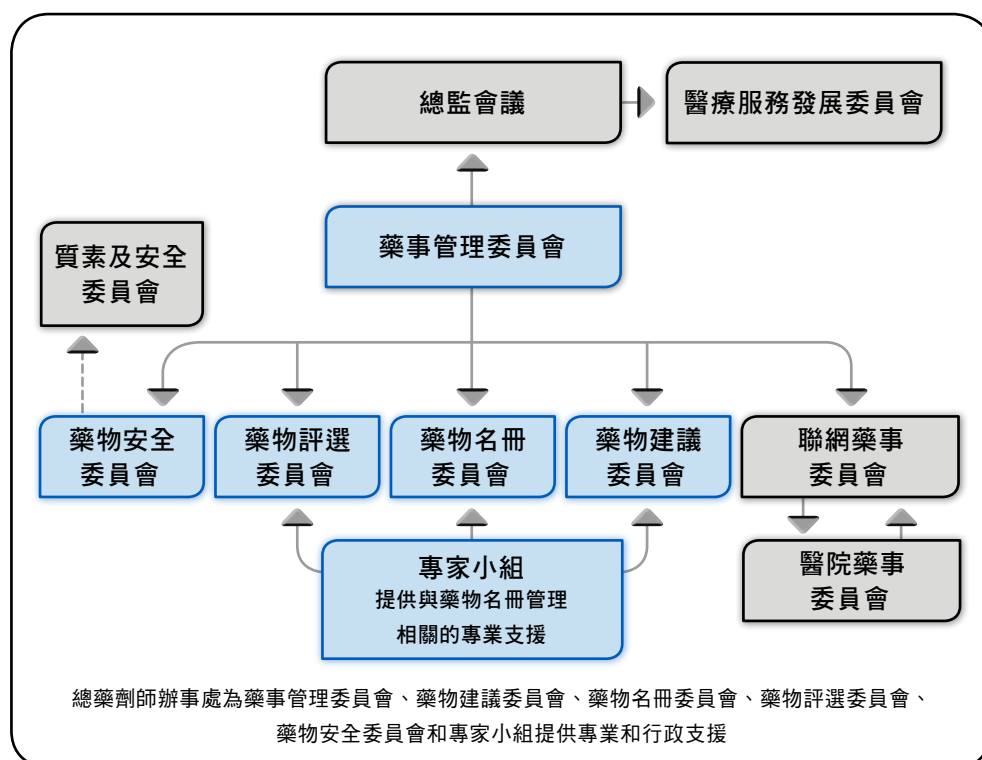 總監會議
醫療服務發展委員會
藥事管理委員會
質素及安全
委員會
藥物安全
委員會
藥物評選
委員會
藥物名冊
委員會
藥物建議
委員會
聯網藥事
委員會
專家小組
提供與藥物名冊管理
相關的專業支援
醫院藥事
委員會
總藥劑師辦事處為藥事管理委員會、藥物建議委員會、藥物名冊委員會、藥物評選委員會、
藥物安全委員會和專家小組提供專業和行政支援